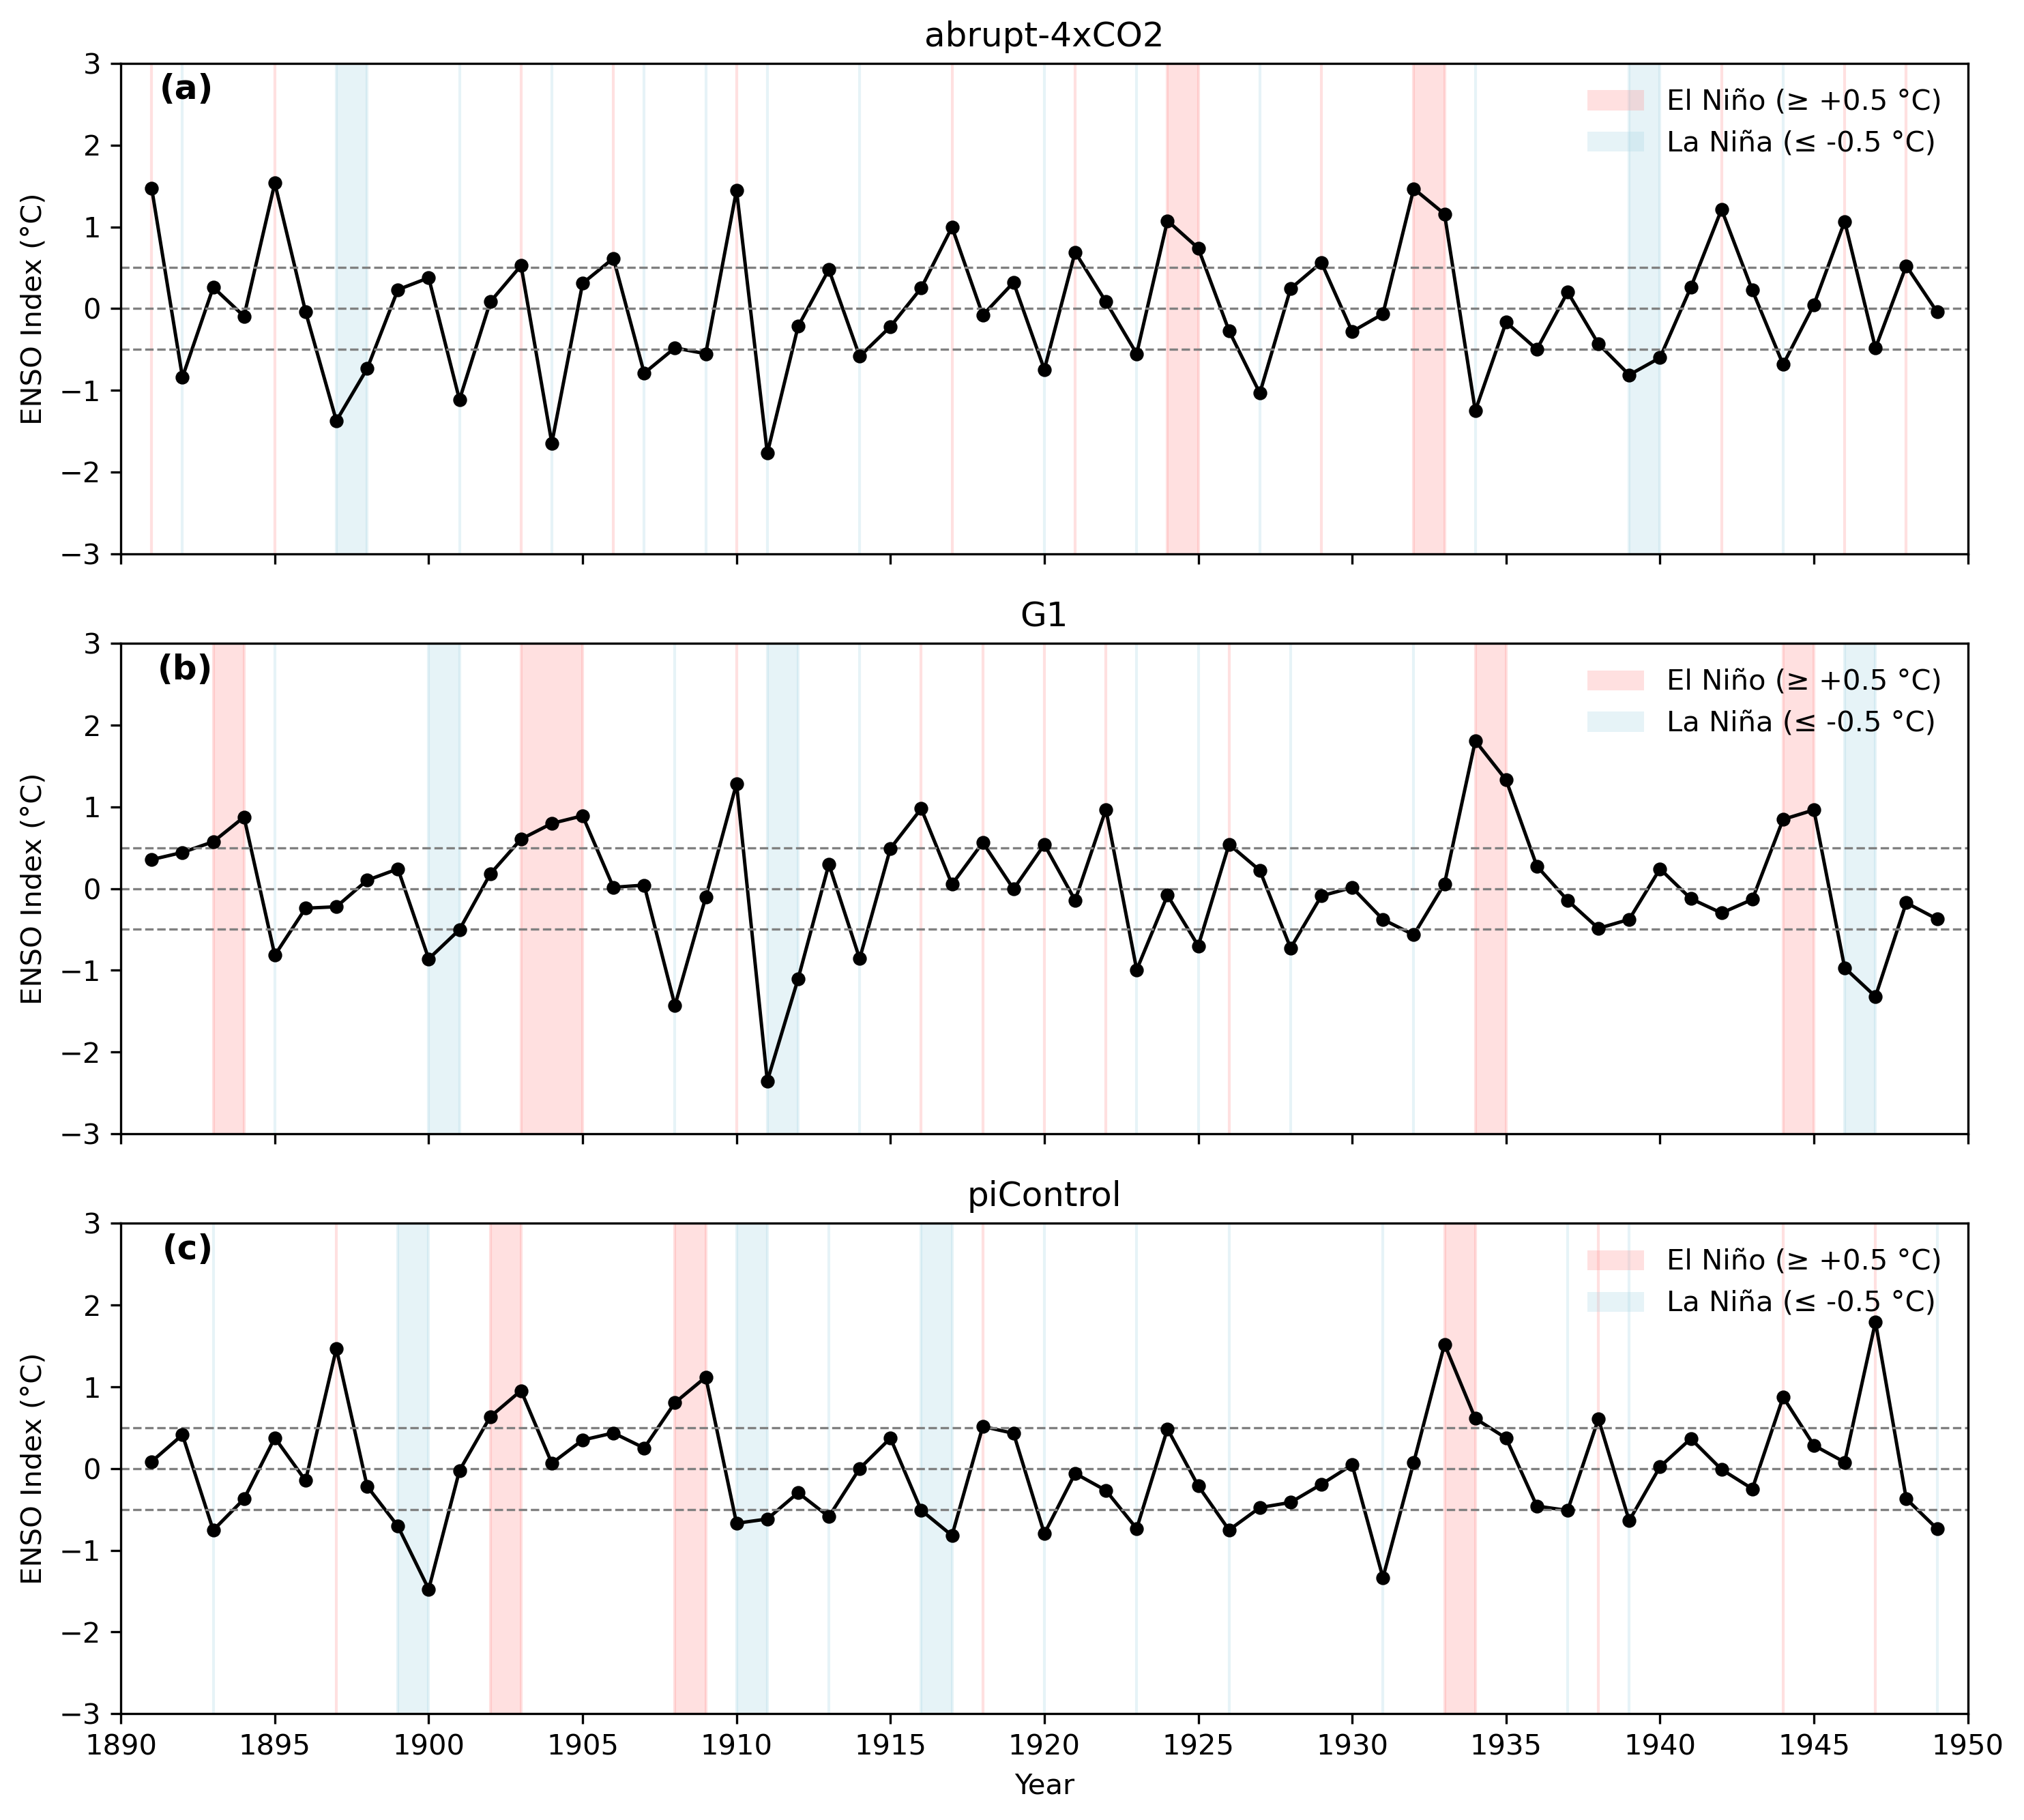 abrupt-4xCO2
(a)
El Niño (≥ +0.5 °C)
La Niña (≤ -0.5 °C)
ENSO Index (°C)
3
2
1
0
−1
−2
−3
G1
(b)
El Niño (≥ +0.5 °C)
La Niña (≤ -0.5 °C)
ENSO Index (°C)
3
2
1
0
−1
−2
−3
piControl
(c)
El Niño (≥ +0.5 °C)
La Niña (≤ -0.5 °C)
ENSO Index (°C)
3
2
1
0
−1
−2
−3
1890 1895 1900 1905 1910 1915 1920 1925 1930 1935 1940 1945 1950
Year